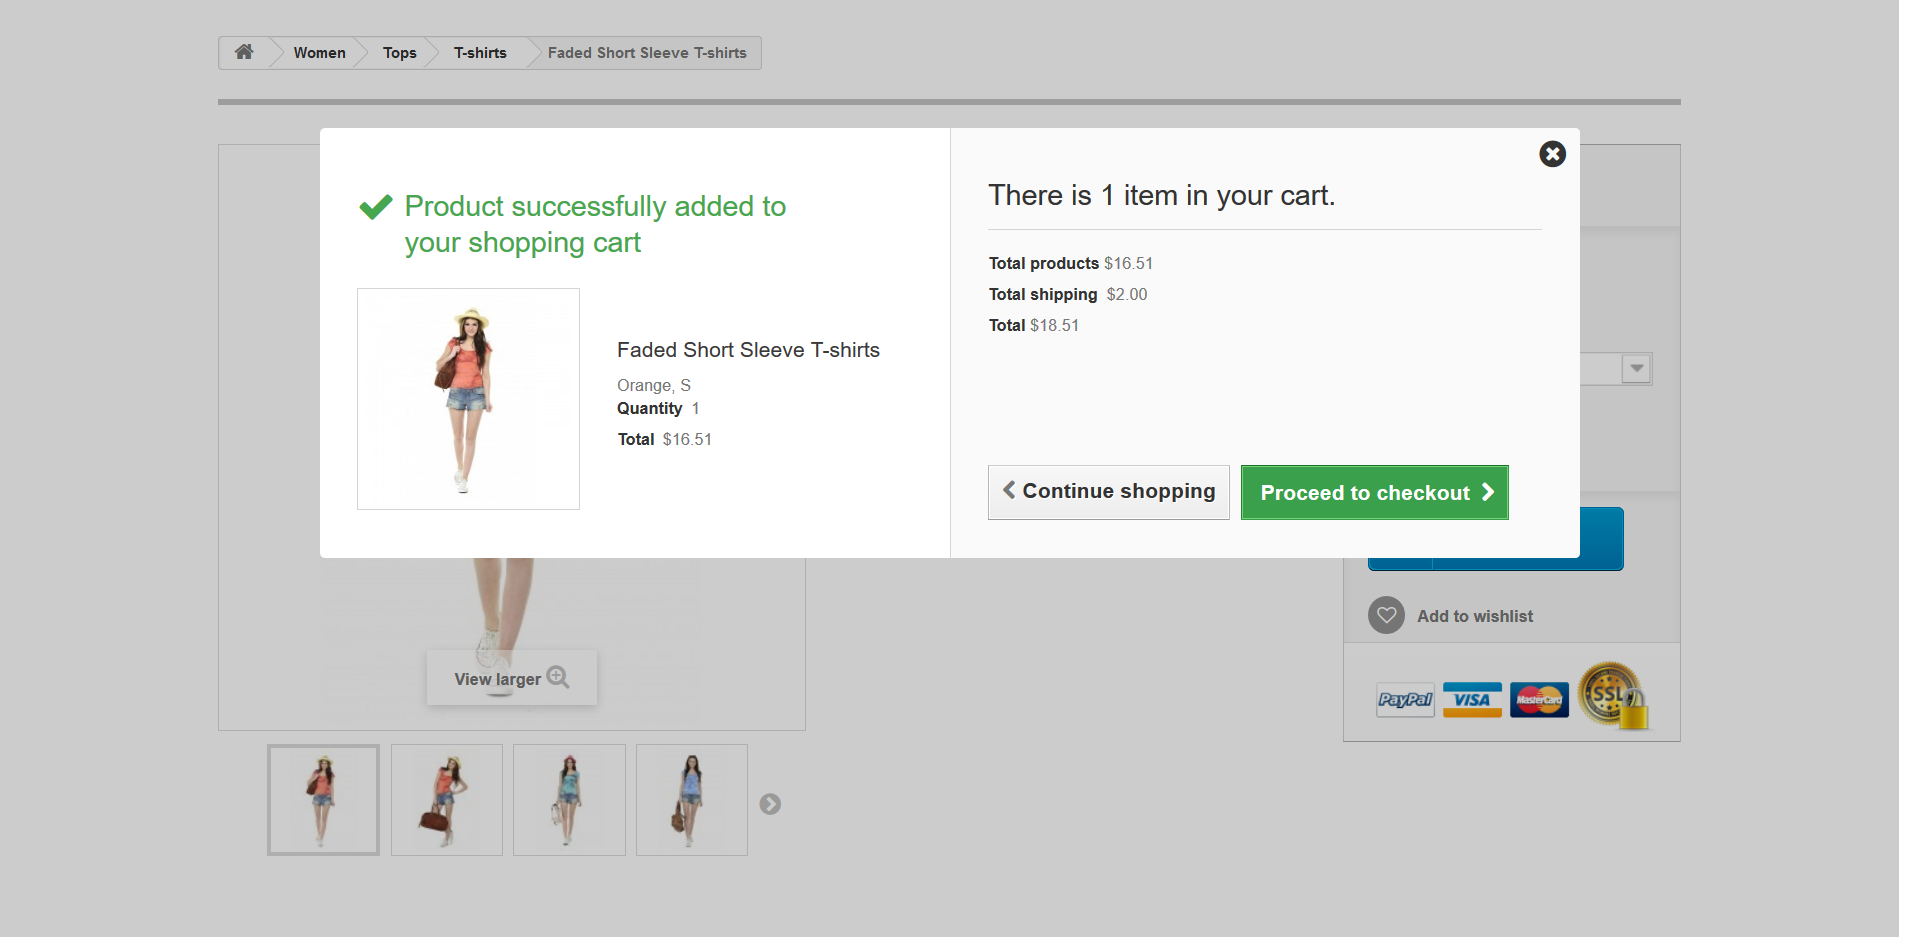 Women
Tops
T-shirts
Faded Short Sleeve T-shirts
Product successfully added to
your shopping cart
Faded Short Sleeve T-shirts
Orange, S
Quantity 1
Total $16.51
There is 1 item in your cart.
Total products $16.51
Total shipping $2.00
Total $18.51
Continue shopping
Proceed to checkout
View larger
Add to wishlist
PayPal
VISA
MasterCard
SSL